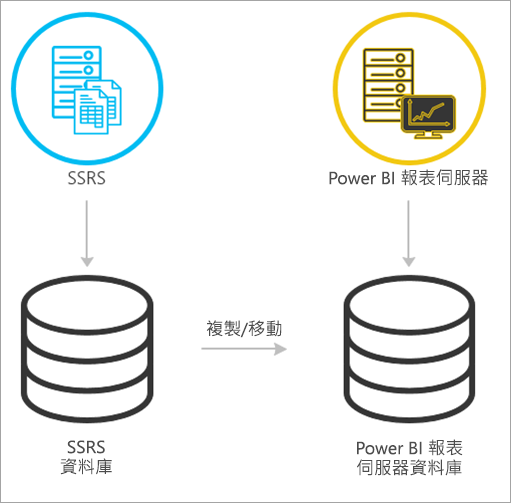 SSRS
Power BI 報表伺服器
複製/移動
SSRS
資料庫
Power BI 報表
伺服器資料庫